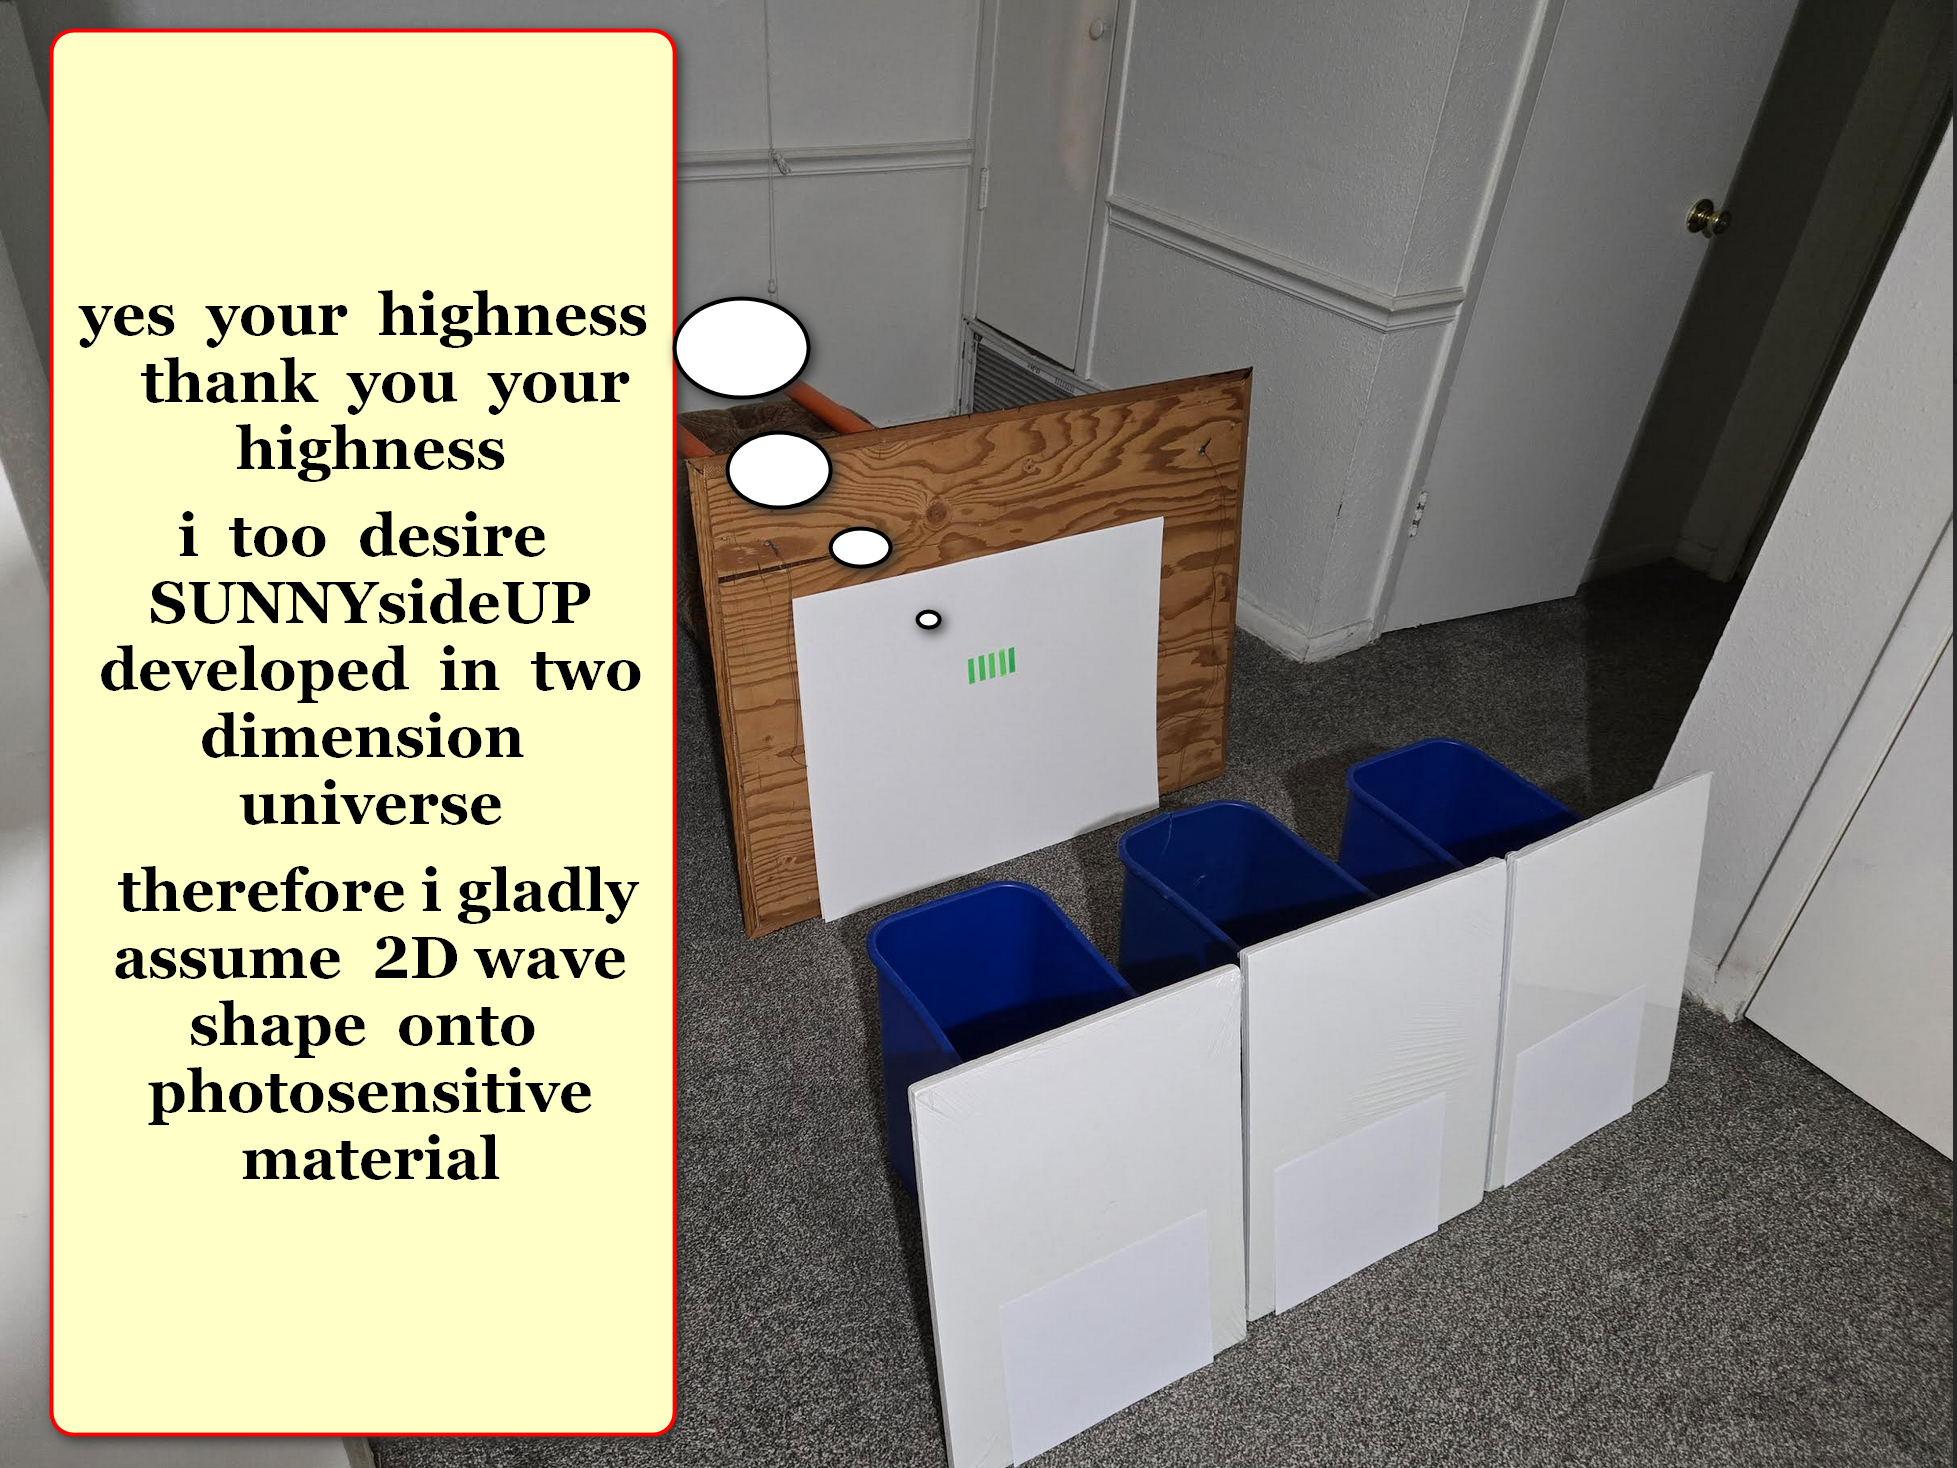 yes your highness
thank you your
highness
i too desire
SUNNYsideUP
developed in two
dimension
universe
therefore i gladly
assume 2D wave
shape onto
photosensitive
material